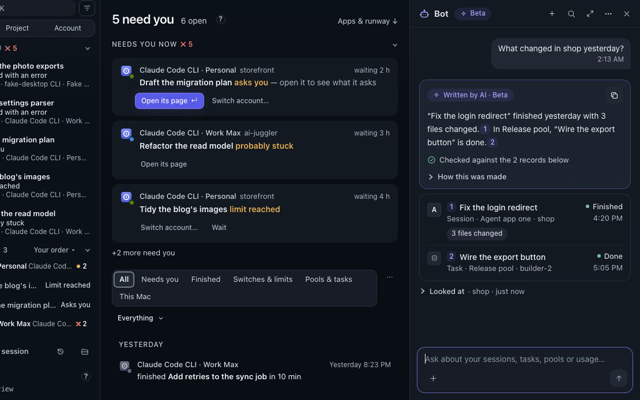 K
Project
Account
5
the photo exports
d with an error
· fake-desktop CLI · Fake ...
settings parser
d with an error
· Claude Code CLI · Pers...
migration plan
u
· Claude Code CLI · Pers...
blog's images
ached
· Claude Code CLI · Pers...
the read model
y stuck
· Claude Code CLI · Work...
3
Your order
Personal Claude Cod... 2
e blog's i... Limit reached
he migration pl... Asks you
Work Max Claude Co... 2
session
?
view
5 need you
6 open
?
Apps & runway ↓
NEEDS YOU NOW × 5
Claude Code CLI · Personal storefront
waiting 2 h
Draft the migration plan asks you — open it to see what it asks
Open its page ↵
Switch account...
Claude Code CLI · Work Max ai-juggler
waiting 3 h
Refactor the read model probably stuck
Open its page
Claude Code CLI · Personal storefront
waiting 4 h
Tidy the blog's images limit reached
Switch account...
Wait
+2 more need you
All
Needs you
Finished
Switches & limits
Pools & tasks
This Mac
...
Everything
YESTERDAY
Claude Code CLI · Work Max
Yesterday 8:23 PM
finished Add retries to the sync job in 10 min
Bot
Beta
What changed in shop yesterday?
2:13 AM
Written by AI · Beta
“Fix the login redirect” finished yesterday with 3
files changed. 1 In Release pool, “Wire the export
button” is done. 2
Checked against the 2 records below
How this was made
A
1 Fix the login redirect
Finished
Session · Agent app one · shop
4:20 PM
3 files changed
2 Wire the export button
Done
Task · Release pool · builder-2
5:05 PM
Looked at · shop · just now
Ask about your sessions, tasks, pools or usage...